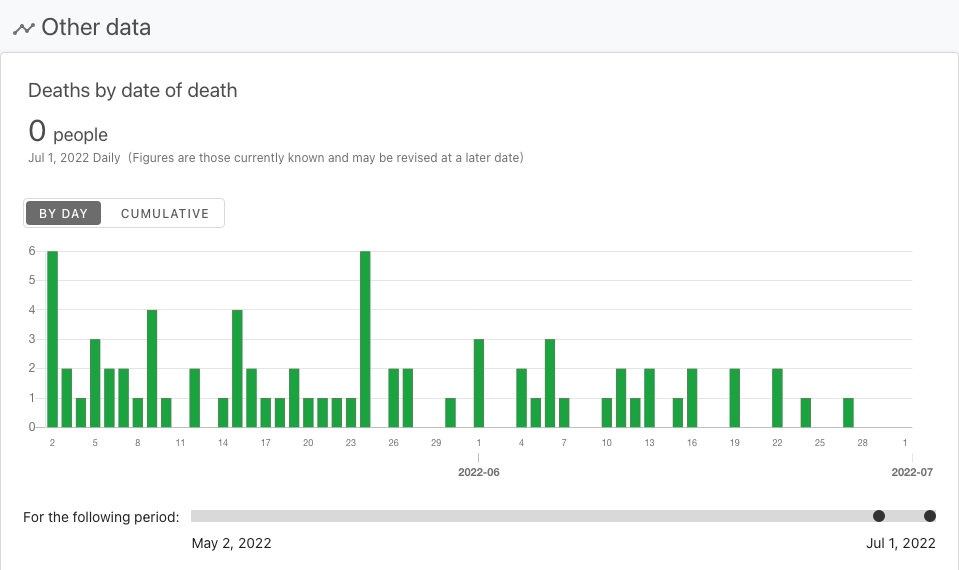 Other data
Deaths by date of death
0 people
Jul 1, 2022 Daily (Figures are those currently known and may be revised at a later date)
BY DAY CUMULATIVE
6
5
4
3
2
1
0
2 5 8 11 14 17 20 23 26 29 1 4 7 10 13 16 19 22 25 28 1
2022-06 2022-07
For the following period:
May 2, 2022 Jul 1, 2022